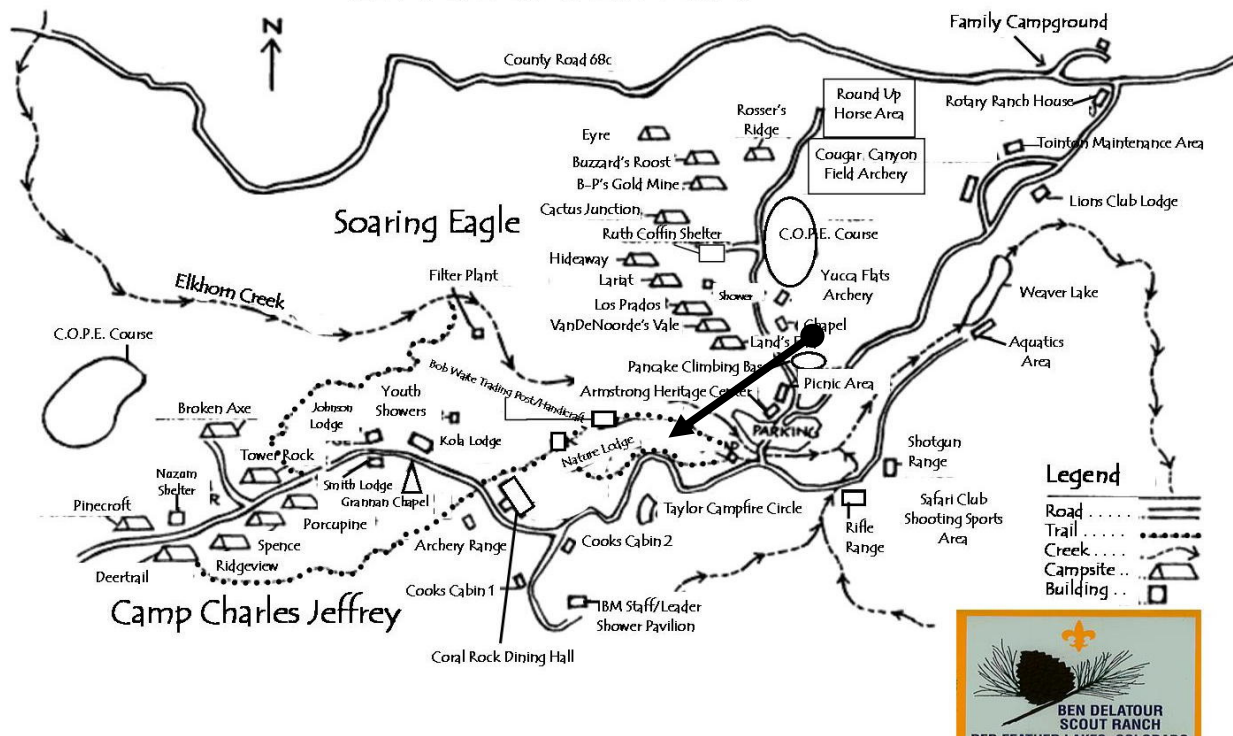 N
Family Campground
County Road 68c
Round Up
Horse Area
Rotary Ranch House
Rosser's
Ridge
Eyre
Tointon Maintenance Area
Buzzard's Roost
Cougar Canyon
Field Archery
B-P's Gold Mine
Cactus Junction
Lions Club Lodge
Soaring Eagle
Ruth Coffin Shelter
C.O.P.E. Course
Hideaway
Filter Plant
Lariat
Shower
Yucca Flats
Archery
Elkhorn Creek
Weaver Lake
Los Prados
VanDeNoorde's Vale
Chapel
C.O.P.E. Course
Land's
Aquatics
Area
Pancake Climbing
Bob Waite Trading Post/Handicraft
Armstrong Heritage Center
Picnic Area
Youth
Showers
Broken Axe
Johnson
Lodge
PARKING
Kola Lodge
Nature Lodge
Shotgun
Range
Tower Rock
Legend
Nazam
Shelter
R
Smith Lodge
Grannan Chapel
Pinecroft
Porcupine
Taylor Campfire Circle
Rifle
Range
Safari Club
Shooting Sports
Area
Road . . . . .
Trail . . . . .
Creek . . . .
Campsite . .
Building . .
Spence
Archery Range
Cooks Cabin 2
Ridgeview
Deertrail
Cooks Cabin 1
Camp Charles Jeffrey
IBM Staff/Leader
Shower Pavilion
Coral Rock Dining Hall
BEN DELATOUR
SCOUT RANCH
RED FEATHER LAKES, COLORADO